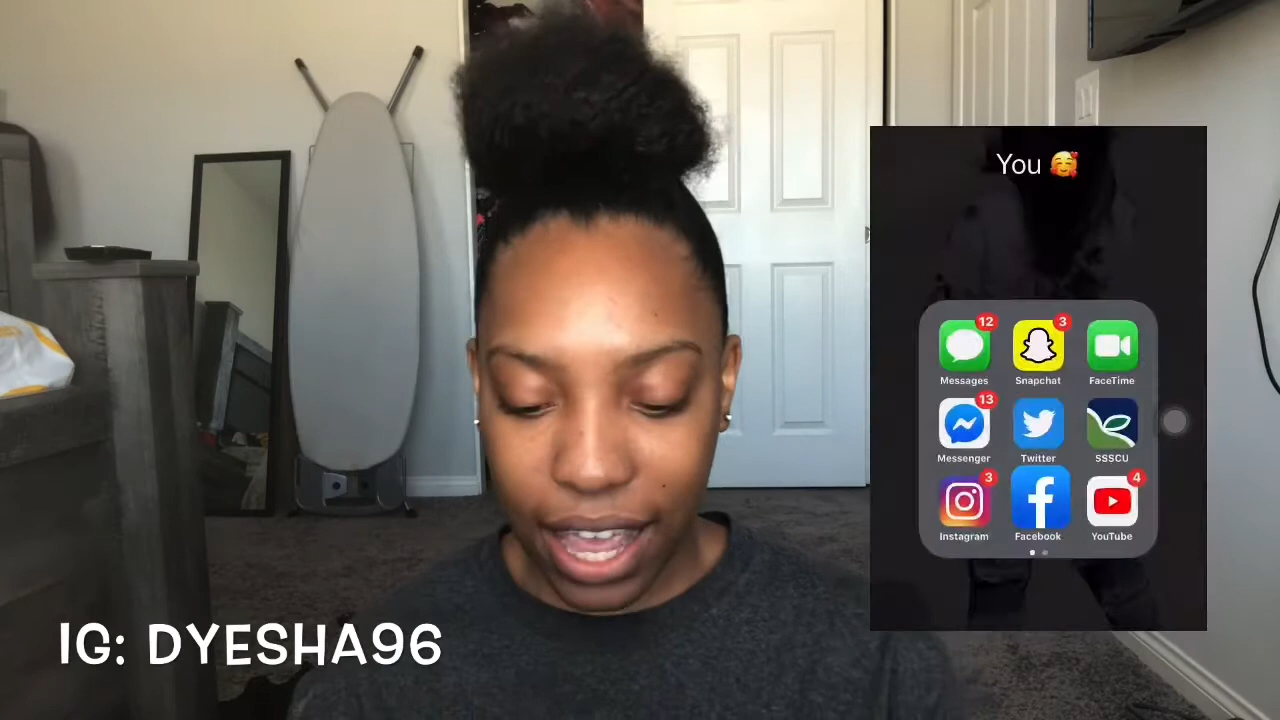 You 🥰
12
3
Messages
Snapchat
FaceTime
13
Messenger
Twitter
SSSCU
3
4
Instagram
Facebook
YouTube
IG: DYESHA96